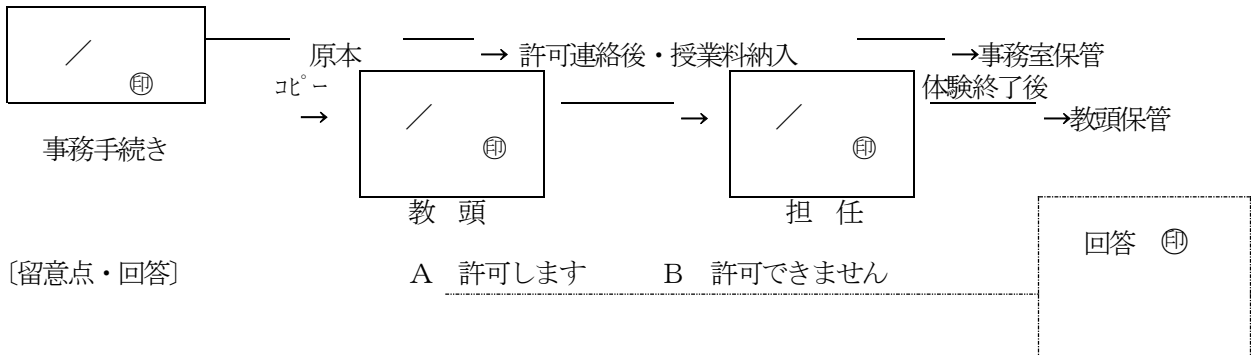 ／
原本 → 許可連絡後・授業料納入 →事務室保管
㊞ ｺﾋﾟｰ 体験終了後
→ ／ → ／ →教頭保管
事務手続き ㊞ ㊞
教 頭 担 任
回答 ㊞
〔留意点・回答〕 A 許可します B 許可できません